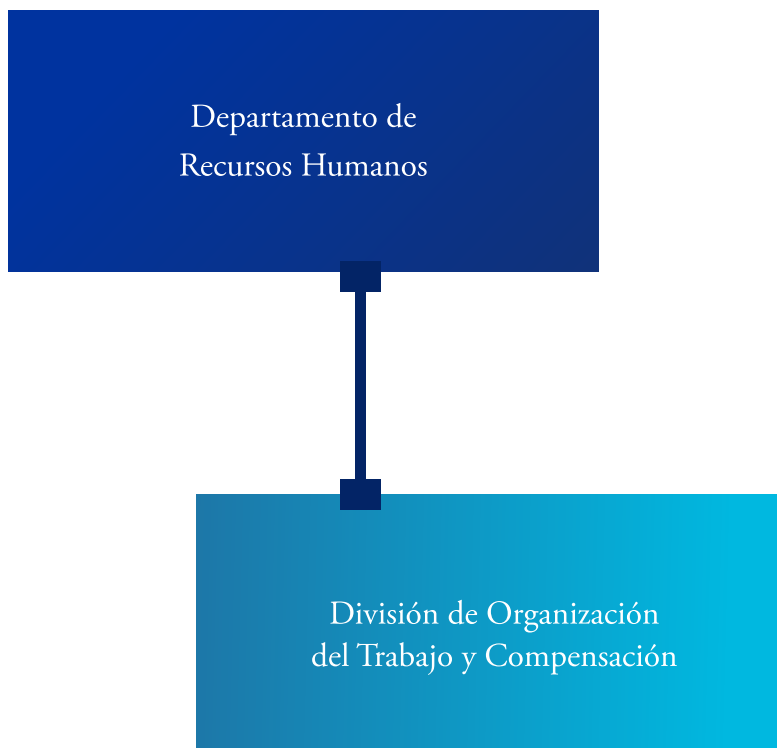 Departamento de
Recursos Humanos
División de Organización
del Trabajo y Compensación